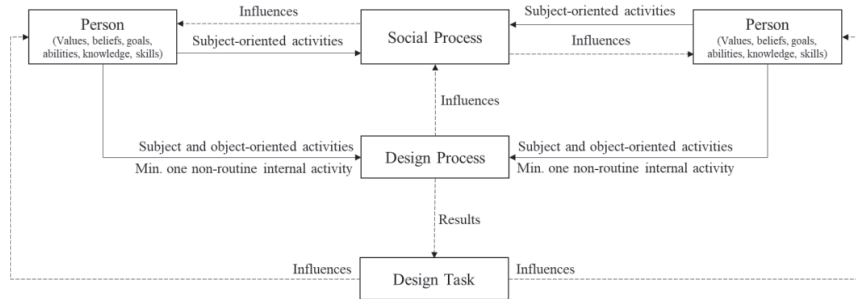 Influences
Subject-oriented activities
Person
(Values, beliefs, goals,
abilities, knowledge, skills)
Social Process
Person
(Values, beliefs, goals,
abilities, knowledge, skills)
Subject-oriented activities
Influences
Influences
Subject and object-oriented activities
Min. one non-routine internal activity
Design Process
Subject and object-oriented activities
Min. one non-routine internal activity
Results
Influences
Design Task
Influences